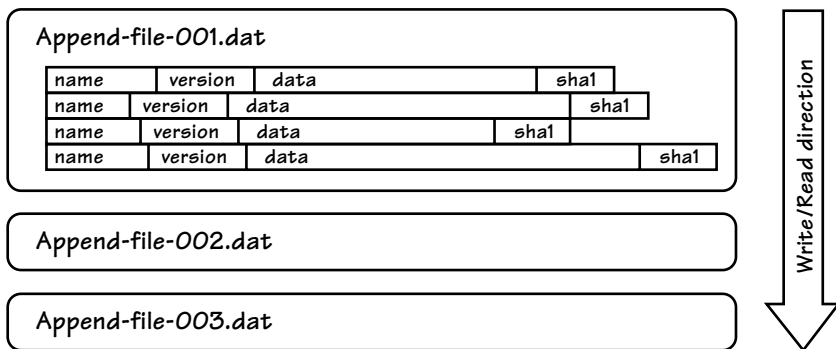 Append-file-001.dat
name version data sha1
name version data sha1
name version data sha1
name version data sha1
Append-file-002.dat
Append-file-003.dat
Write/Read direction